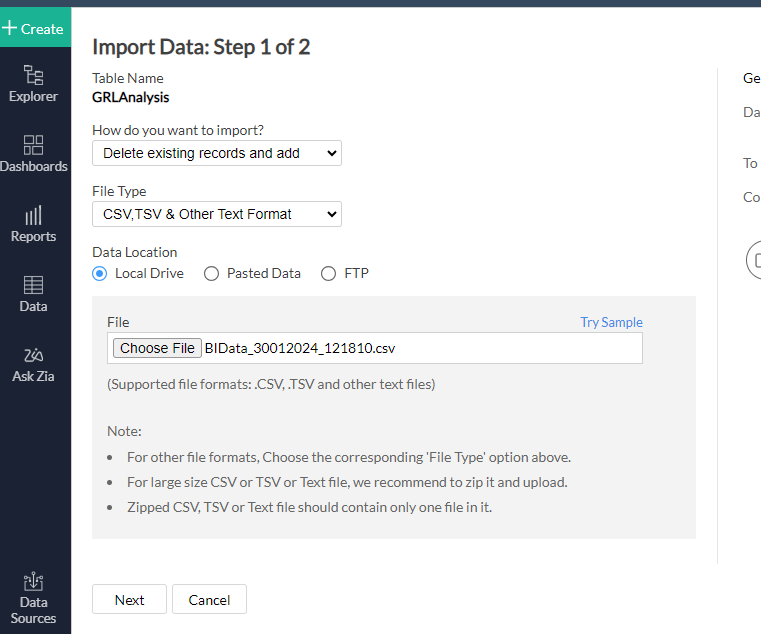 + Create
Explorer
Dashboards
Reports
Data
Ask Zia
Data
Sources
Import Data: Step 1 of 2
Table Name
GRLAnalysis
How do you want to import?
Delete existing records and add
File Type
CSV,TSV & Other Text Format
Data Location
Local Drive Pasted Data FTP
File Try Sample
Choose File BIData_30012024_121810.csv
(Supported file formats: .CSV, .TSV and other text files)
Note:
• For other file formats, Choose the corresponding 'File Type' option above.
• For large size CSV or TSV or Text file, we recommend to zip it and upload.
• Zipped CSV, TSV or Text file should contain only one file in it.
Next Cancel
Ge
Da
To
Co